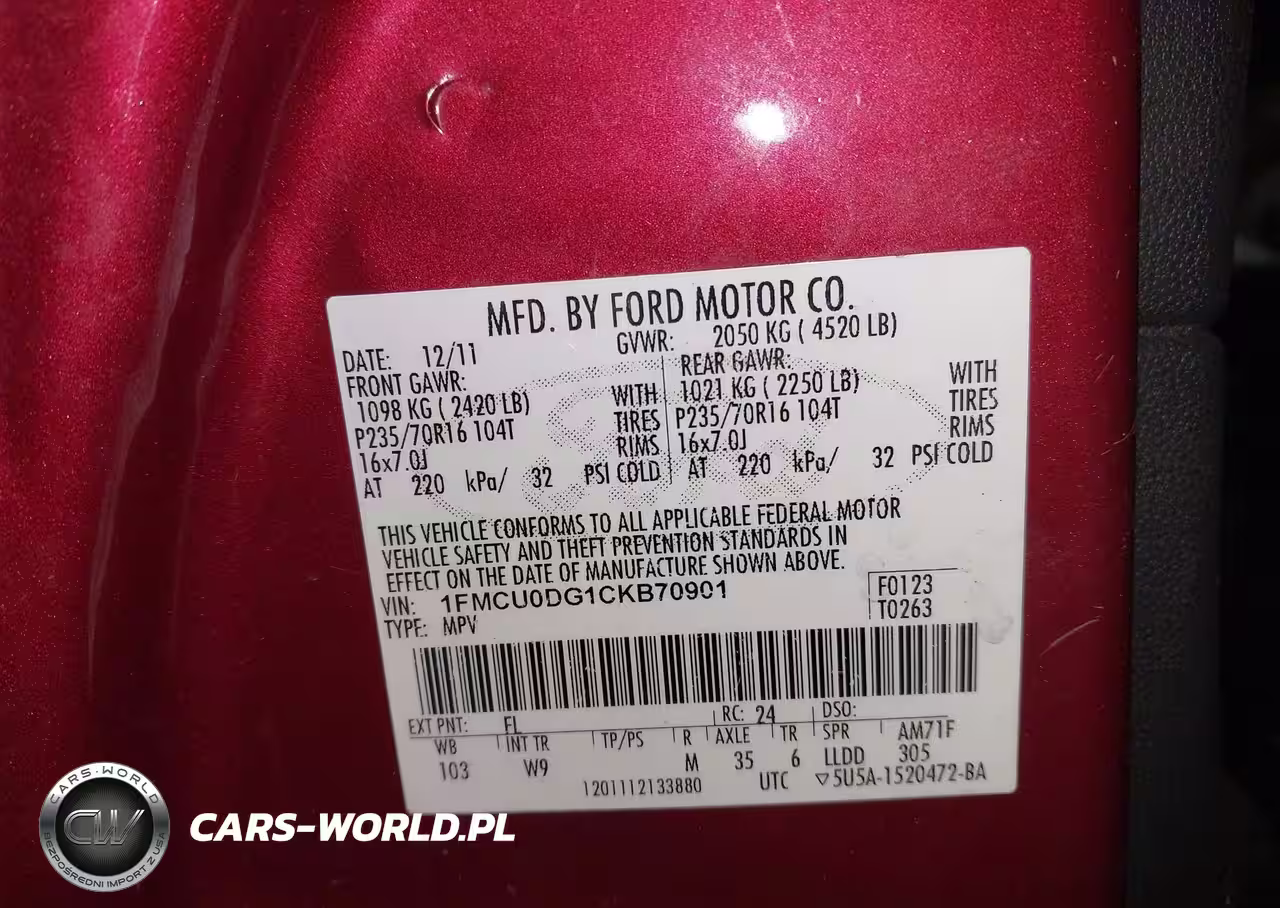 MFD. BY FORD MOTOR CO.
DATE: 12/11 GVWR: 2050 KG ( 4520 LB)
FRONT GAWR: REAR GAWR:
1098 KG ( 2420 LB) WITH 1021 KG ( 2250 LB) WITH
P235/70R16 104T TIRES P235/70R16 104T TIRES
16x7.0J RIMS 16x7.0J RIMS
AT 220 kPa/ 32 PSI COLD AT 220 kPa/ 32 PSI COLD
THIS VEHICLE CONFORMS TO ALL APPLICABLE FEDERAL MOTOR
VEHICLE SAFETY AND THEFT PREVENTION STANDARDS IN
EFFECT ON THE DATE OF MANUFACTURE SHOWN ABOVE.
VIN: 1FMCU0DG1CKB70901 F0123
TYPE: MPV T0263
EXT PNT: FL RC: 24 DSO:
WB INT TR TP/PS R AXLE TR SPR AM71F
103 W9 M 35 6 LLDD 305
1201112133880 UTC ▽5U5A-1520472-BA
CARS-WORLD
CW
BEZPOŚREDNI IMPORT Z USA
CARS-WORLD.PL